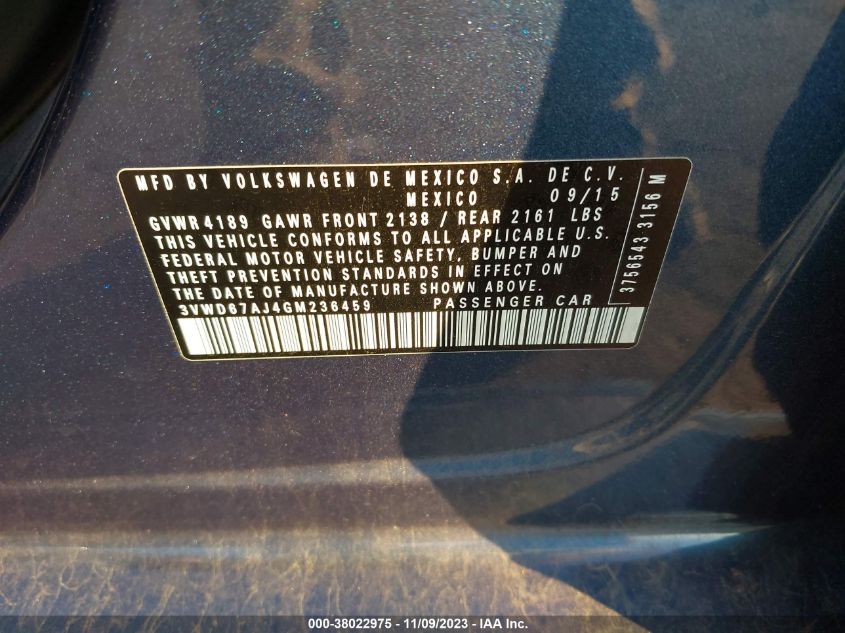 MFD BY VOLKSWAGEN DE MEXICO S.A. DE C.V.
MEXICO 09/15
GVWR 4189 GAWR FRONT 2138 / REAR 2161 LBS
THIS VEHICLE CONFORMS TO ALL APPLICABLE U.S.
FEDERAL MOTOR VEHICLE SAFETY, BUMPER AND
THEFT PREVENTION STANDARDS IN EFFECT ON
THE DATE OF MANUFACTURE SHOWN ABOVE.
3VWD67AJ4GM236459 PASSENGER CAR
3756543 3156 M
000-38022975 - 11/09/2023 - IAA Inc.